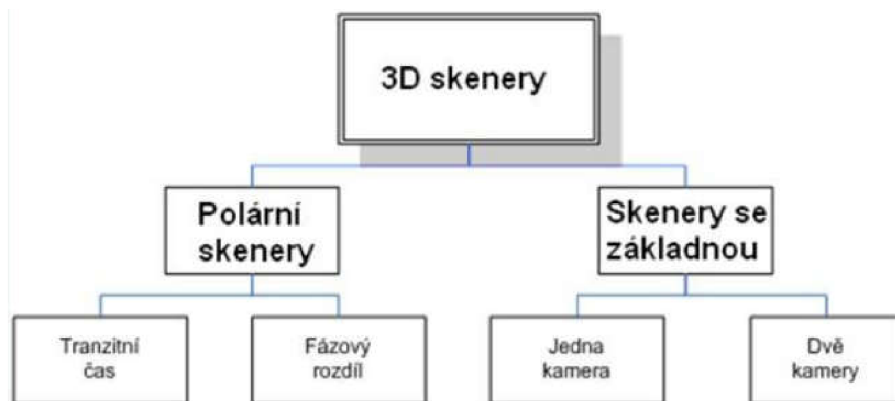 3D skenery
Polární
skenery
Skenery se
základnou
Tranzitní
čas
Fázový
rozdíl
Jedna
kamera
Dvě
kamery